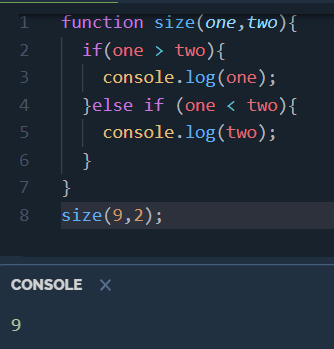 1 function size(one,two){
2 if(one > two){
3 console.log(one);
4 }else if (one < two){
5 console.log(two);
6 }
7 }
8 size(9,2);
CONSOLE ×
9